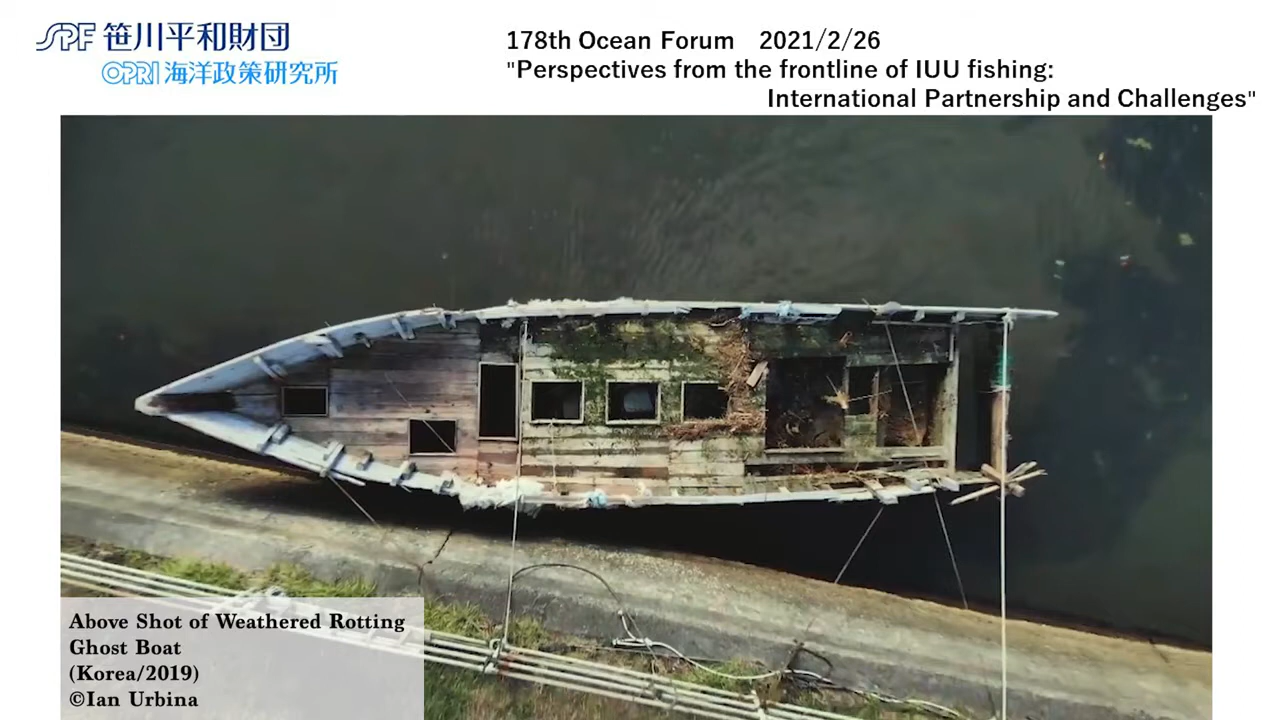 SPF 笹川平和財団
OPRI 海洋政策研究所
178th Ocean Forum 2021/2/26
"Perspectives from the frontline of IUU fishing:
International Partnership and Challenges"
Above Shot of Weathered Rotting
Ghost Boat
(Korea/2019)
©Ian Urbina